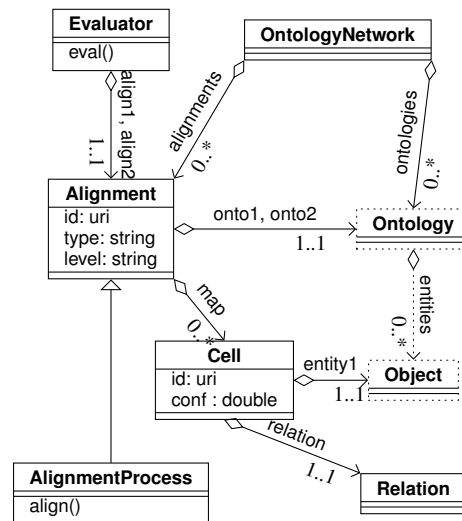 Evaluator
eval()
OntologyNetwork
align1, align2
1..1
alignments
0..*
ontologies
0..*
Alignment
id: uri
type: string
level: string
onto1, onto2
1..1
Ontology
map
0..*
entities
0..*
Cell
id: uri
conf : double
entity1
1..1
Object
relation
1..1
AlignmentProcess
align()
Relation